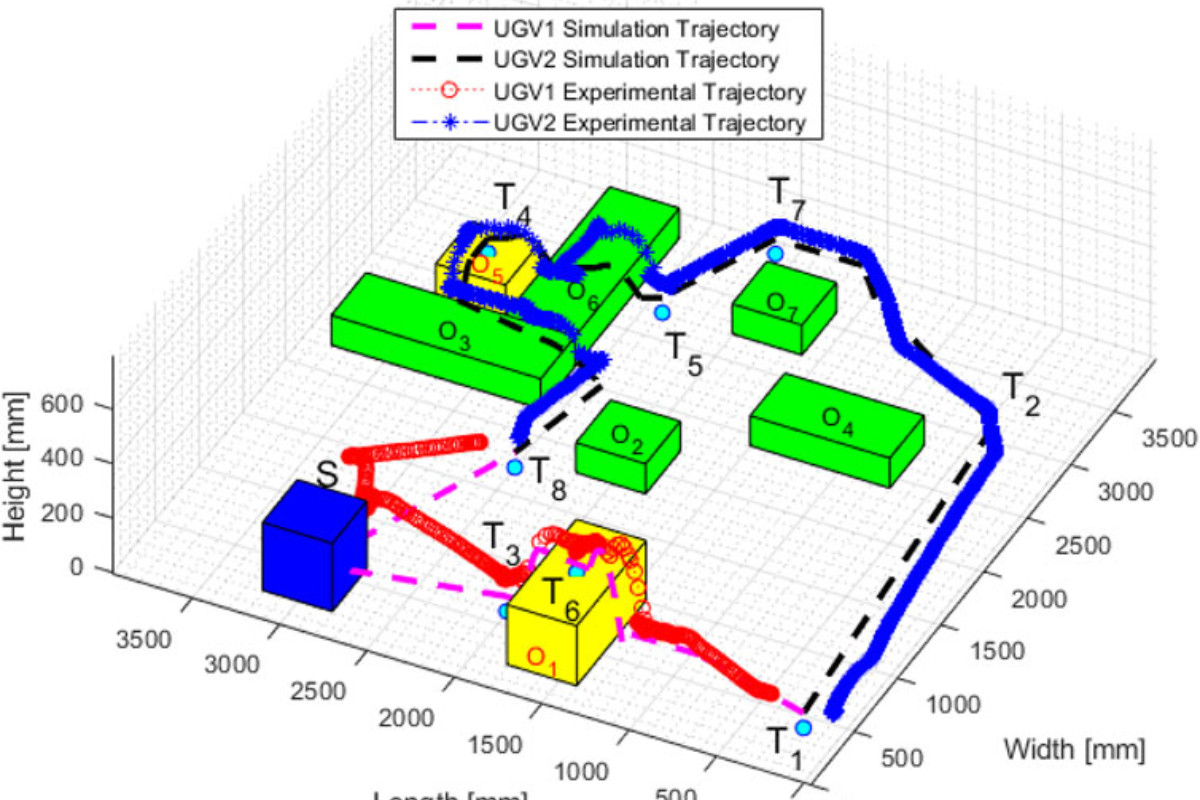 UGV1 Simulation Trajectory
UGV2 Simulation Trajectory
UGV1 Experimental Trajectory
UGV2 Experimental Trajectory
T4
T7
O5
O6
O7
O3
T5
T2
O4
O2
T8
S
T3
T6
O1
T1
Height [mm]
600
400
200
0
3500
3000
2500
2000
1500
1000
500
Length [mm]
3500
3000
2500
2000
1500
1000
500
Width [mm]